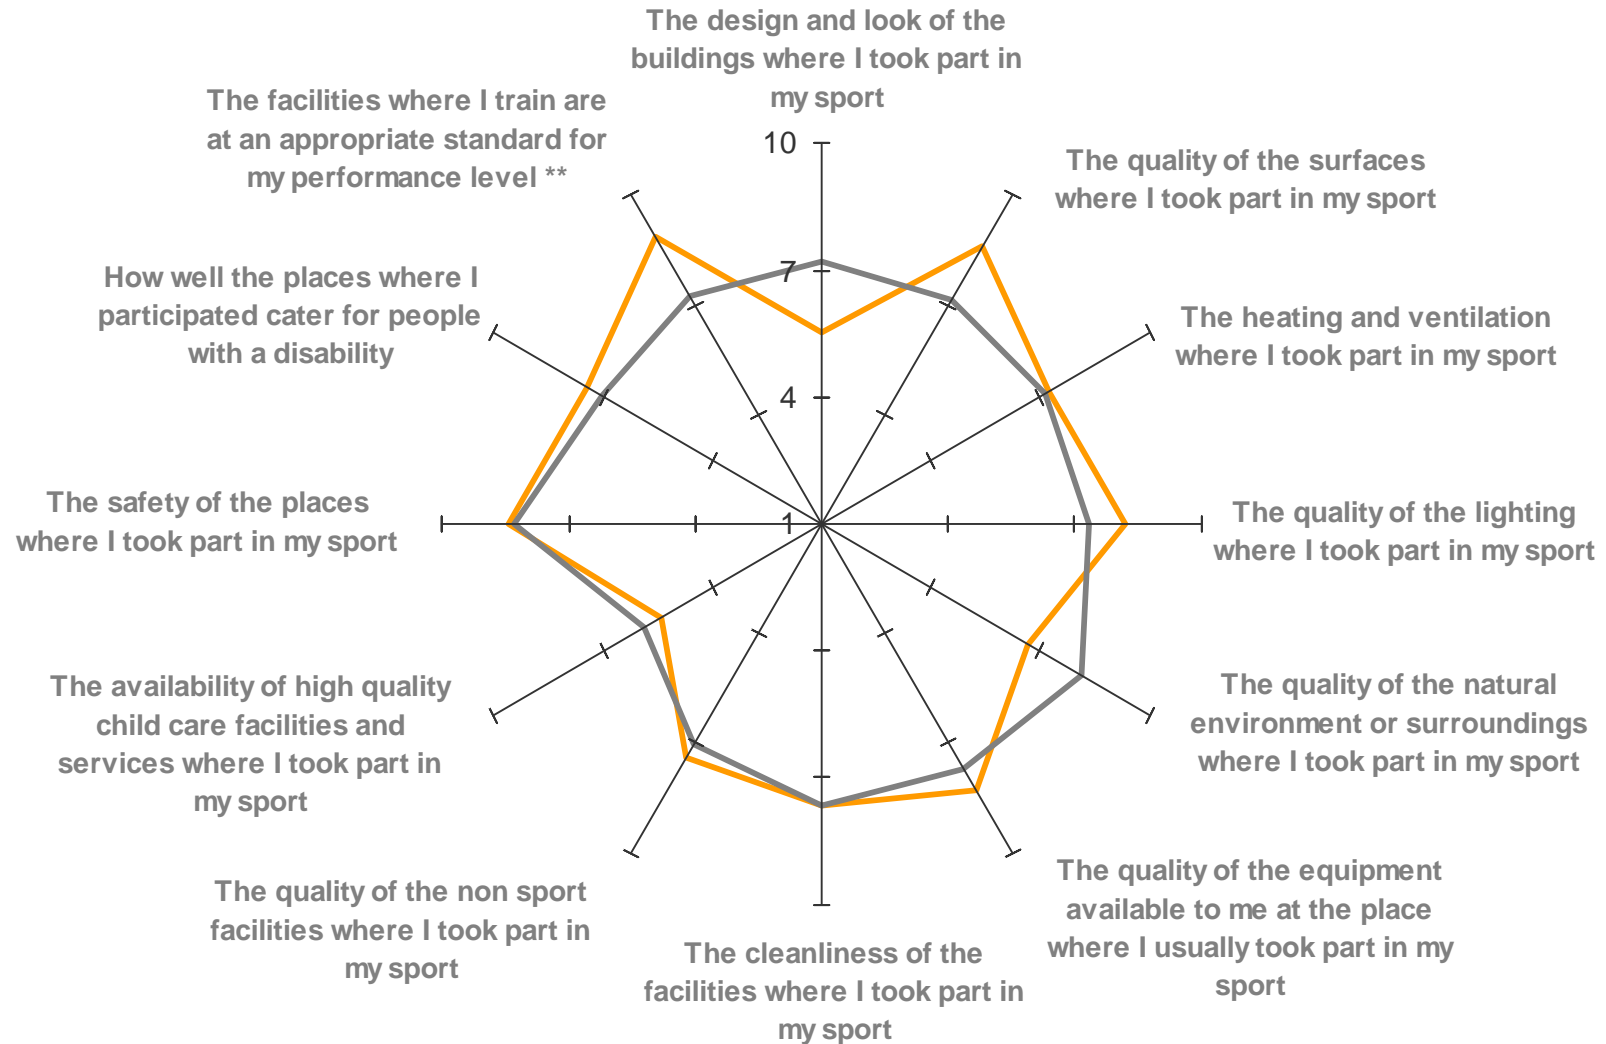 The design and look of the
buildings where I took part in
my sport
The facilities where I train are
at an appropriate standard for
my performance level **
10
The quality of the surfaces
where I took part in my sport
How well the places where I
participated cater for people
with a disability
7
The heating and ventilation
where I took part in my sport
4
The safety of the places
where I took part in my sport
1
The quality of the lighting
where I took part in my sport
The availability of high quality
child care facilities and
services where I took part in
my sport
The quality of the natural
environment or surroundings
where I took part in my sport
The quality of the non sport
facilities where I took part in
my sport
The cleanliness of the
facilities where I took part in
my sport
The quality of the equipment
available to me at the place
where I usually took part in my
sport